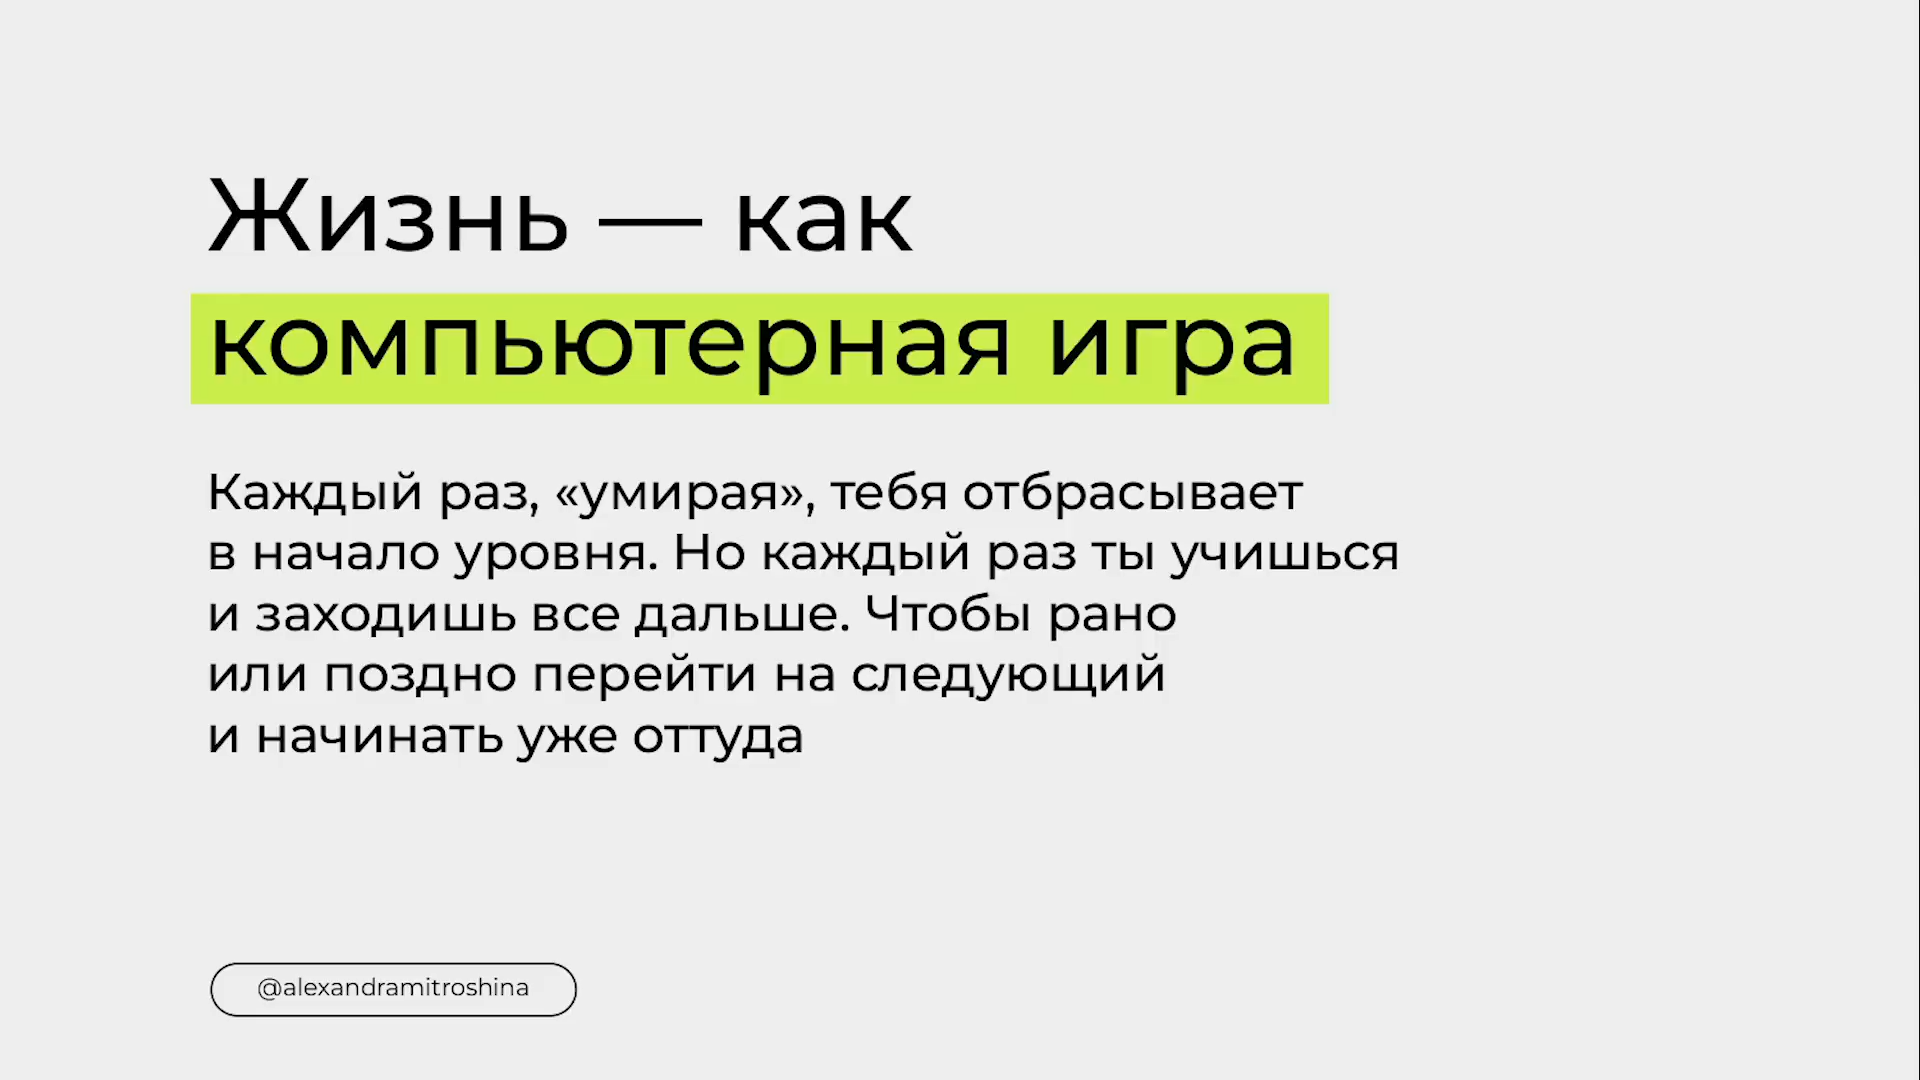 Жизнь — как
компьютерная игра
Каждый раз, «умирая», тебя отбрасывает
в начало уровня. Но каждый раз ты учишься
и заходишь все дальше. Чтобы рано
или поздно перейти на следующий
и начинать уже оттуда
@alexandramitroshina